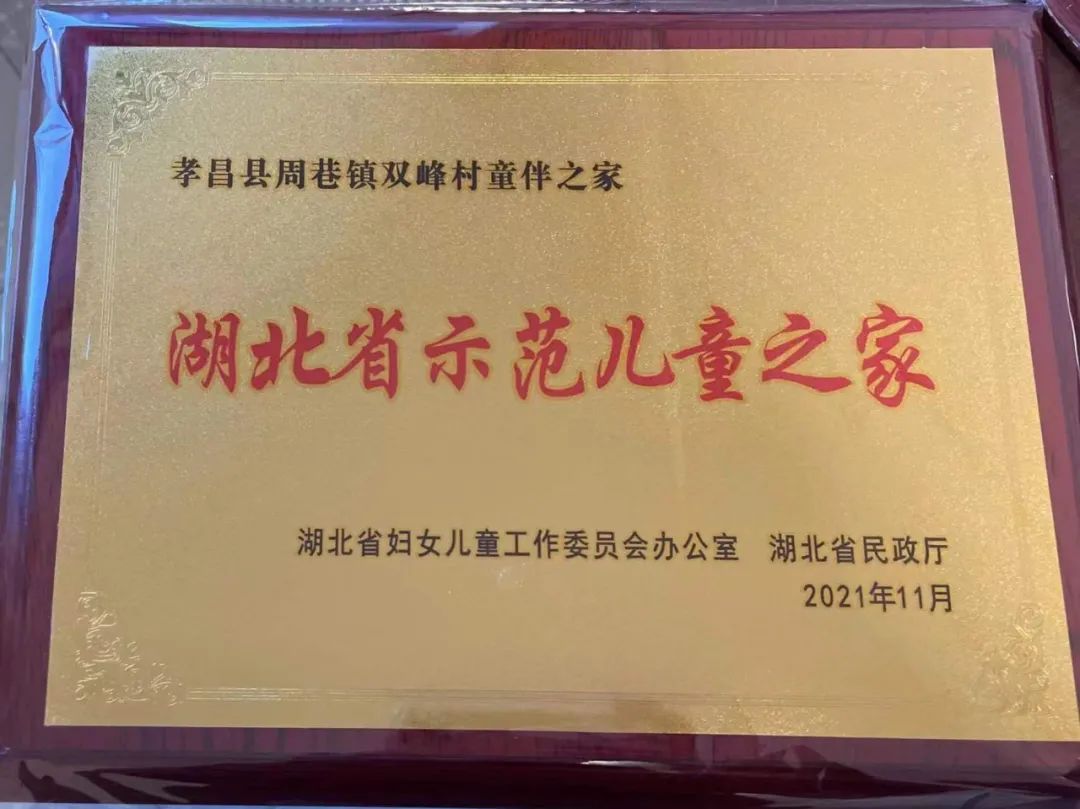 孝昌县周巷镇双峰村童伴之家
湖北省示范儿童之家
湖北省妇女儿童工作委员会办公室 湖北省民政厅
2021年11月